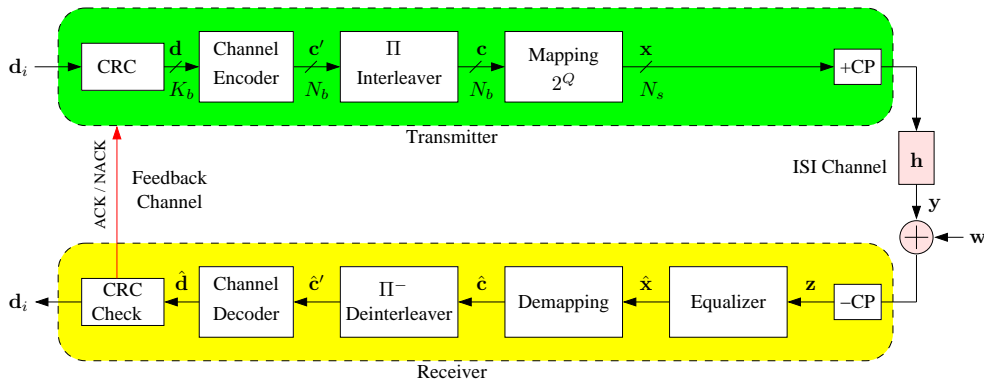 d_i
CRC
d
K_b
Channel
Encoder
c′
N_b
Π
Interleaver
c
N_b
Mapping
2^Q
x
N_s
+CP
Transmitter
ACK / NACK
Feedback
Channel
ISI Channel
h
y
w
d_i
CRC
Check
d̂
Channel
Decoder
ĉ′
Π⁻
Deinterleaver
ĉ
Demapping
x̂
Equalizer
z
−CP
Receiver